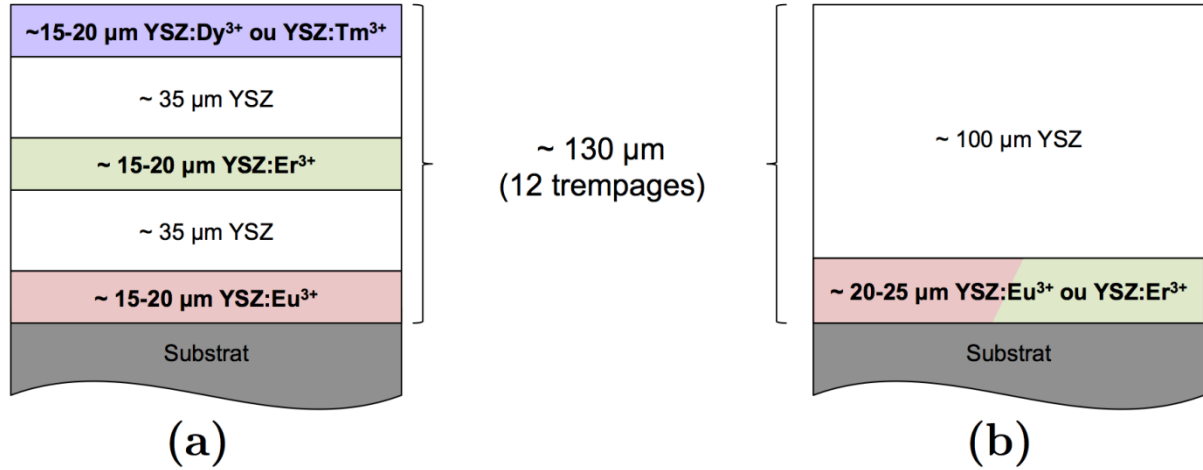 ~15-20 µm YSZ:Dy³⁺ ou YSZ:Tm³⁺
~ 35 µm YSZ
~ 15-20 µm YSZ:Er³⁺
~ 35 µm YSZ
~ 15-20 µm YSZ:Eu³⁺
Substrat
(a)
~ 130 µm
(12 trempages)
~ 100 µm YSZ
~ 20-25 µm YSZ:Eu³⁺ ou YSZ:Er³⁺
Substrat
(b)